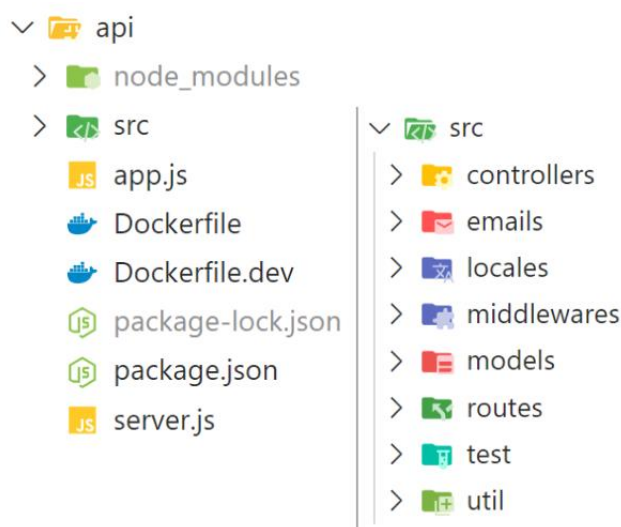 api
node_modules
src
app.js
Dockerfile
Dockerfile.dev
package-lock.json
package.json
server.js
src
controllers
emails
locales
middlewares
models
routes
test
util